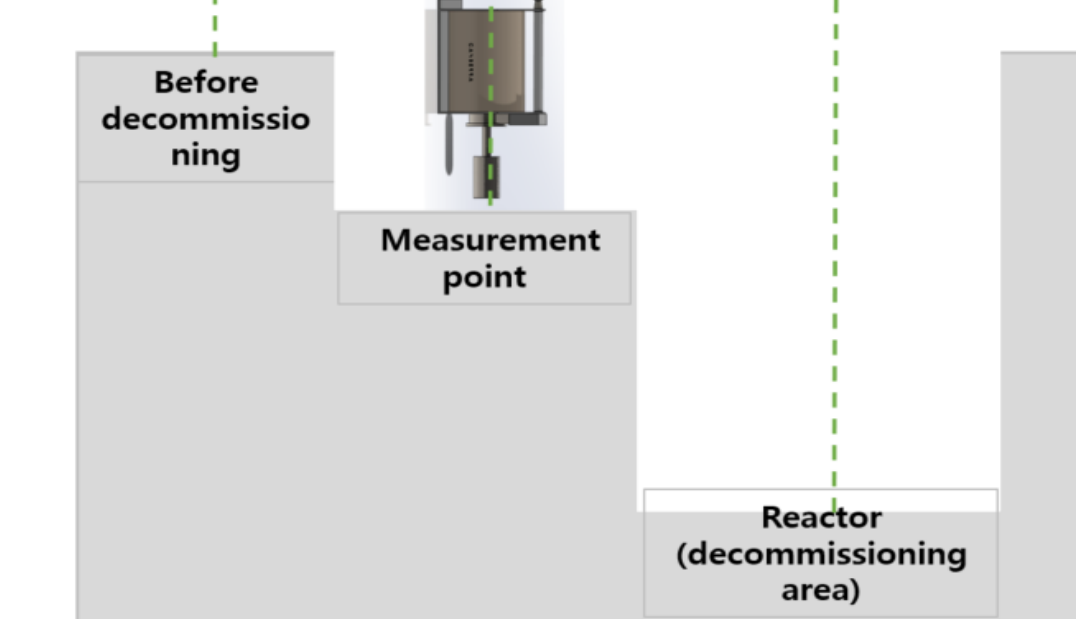 Before
decommissio
ning
Measurement
point
Reactor
(decommissioning
area)